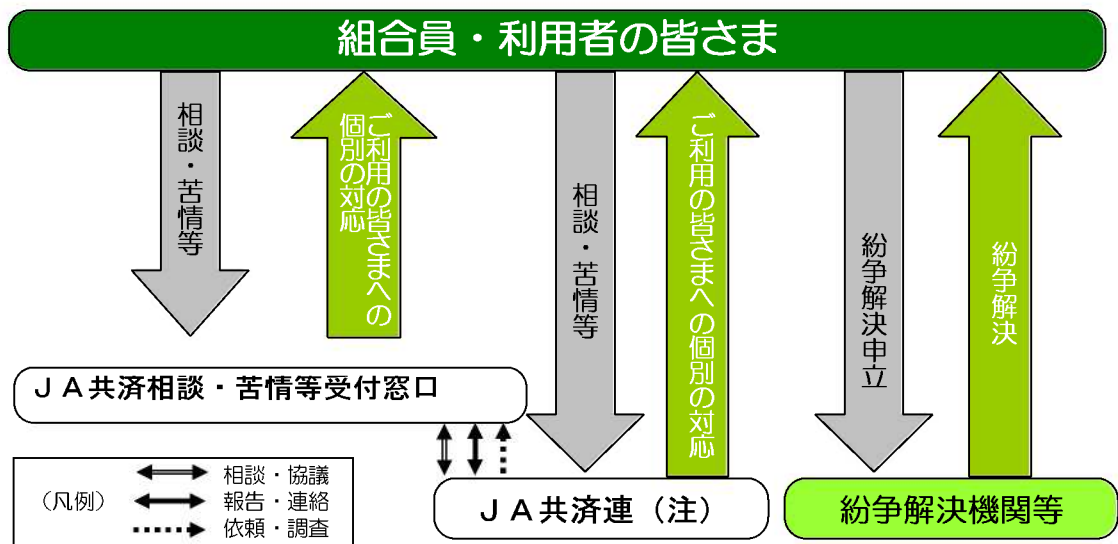 組合員・利用者の皆さま
相談・苦情等
ご利用の皆さまへの
個別の対応
相談・苦情等
ご利用の皆さまへの個別の対応
紛争解決申立
紛争解決
ＪＡ共済相談・苦情等受付窓口
ＪＡ共済連（注）
紛争解決機関等
（凡例）
相談・協議
報告・連絡
依頼・調査